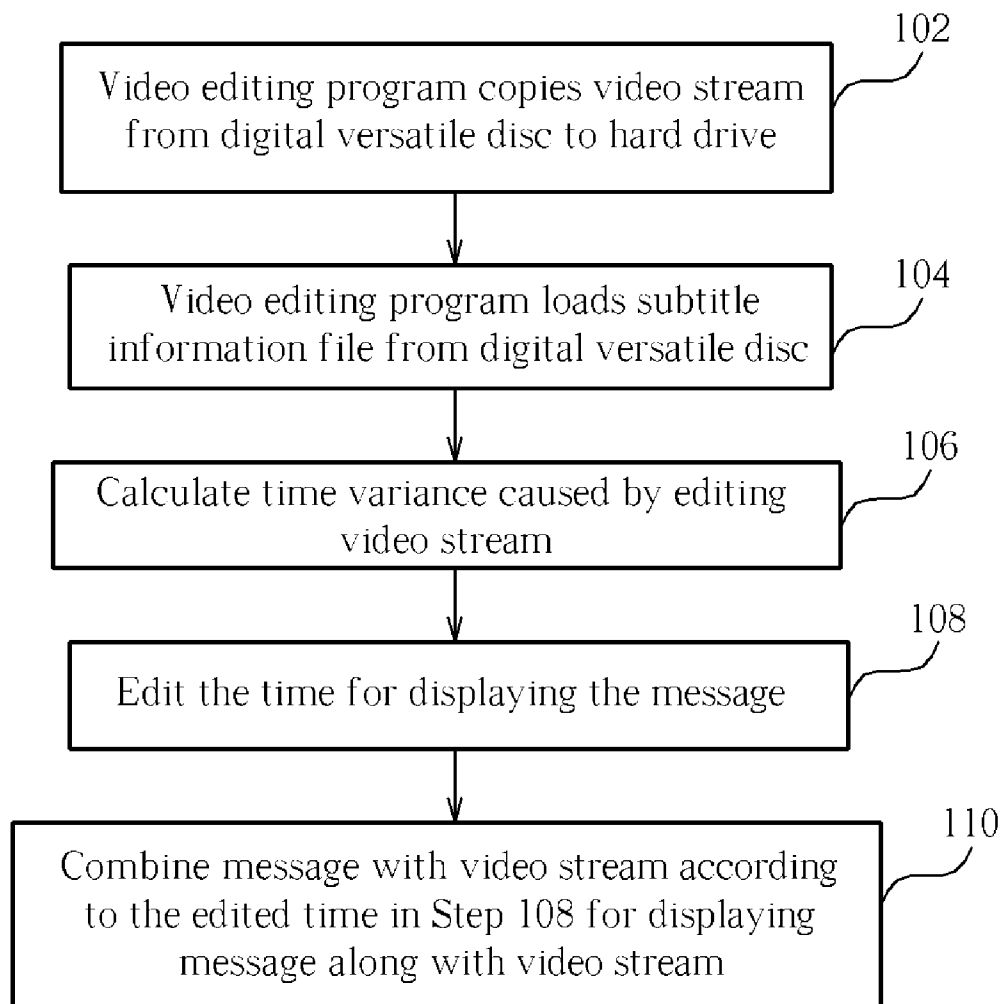 102
Video editing program copies video stream
from digital versatile disc to hard drive
104
Video editing program loads subtitle
information file from digital versatile disc
106
Calculate time variance caused by editing
video stream
108
Edit the time for displaying the message
110
Combine message with video stream according
to the edited time in Step 108 for displaying
message along with video stream